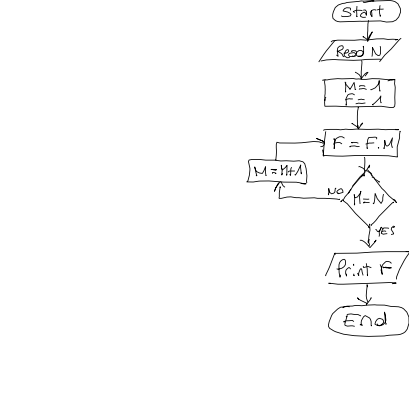 Start
Read N
M=1
F=1
F=F.M
M=M+1
NO
M=N
YES
Print F
End